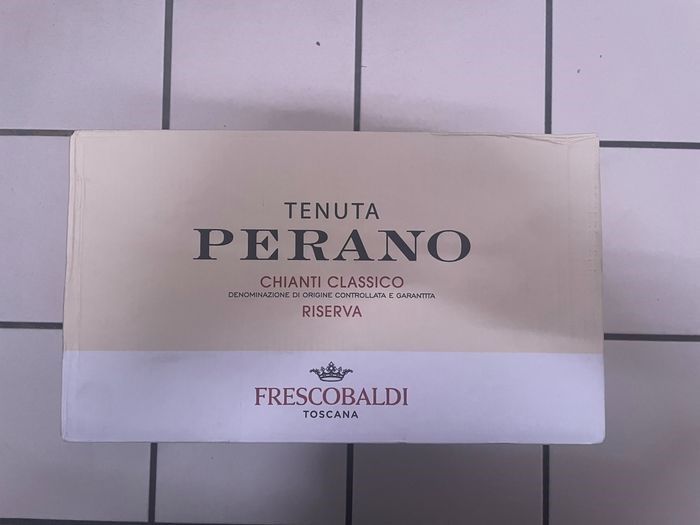 TENUTA
PERANO
CHIANTI CLASSICO
DENOMINAZIONE DI ORIGINE CONTROLLATA E GARANTITA
RISERVA
FRESCOBALDI
TOSCANA